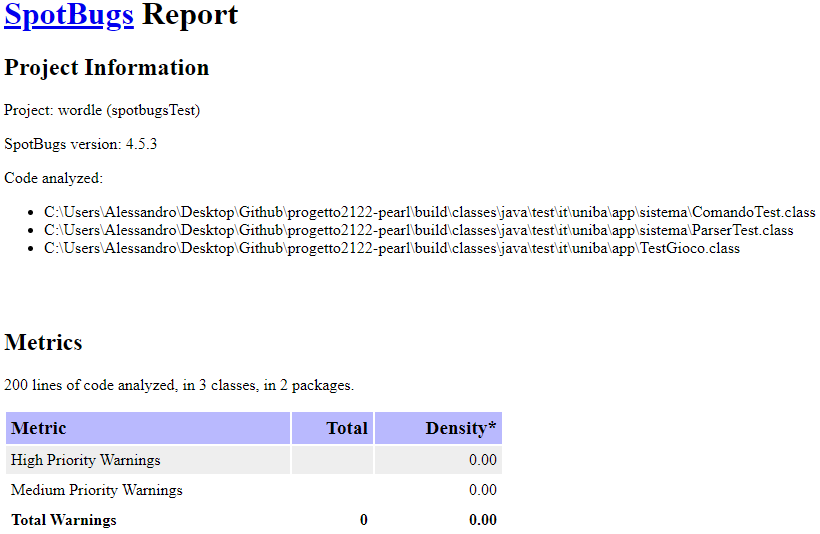 SpotBugs Report
Project Information
Project: wordle (spotbugsTest)
SpotBugs version: 4.5.3
Code analyzed:
• C:\Users\Alessandro\Desktop\Github\progetto2122-pearl\build\classes\java\test\it\uniba\app\sistema\ComandoTest.class
• C:\Users\Alessandro\Desktop\Github\progetto2122-pearl\build\classes\java\test\it\uniba\app\sistema\ParserTest.class
• C:\Users\Alessandro\Desktop\Github\progetto2122-pearl\build\classes\java\test\it\uniba\app\TestGioco.class
Metrics
200 lines of code analyzed, in 3 classes, in 2 packages.
Metric Total Density*
High Priority Warnings 0.00
Medium Priority Warnings 0.00
Total Warnings 0 0.00